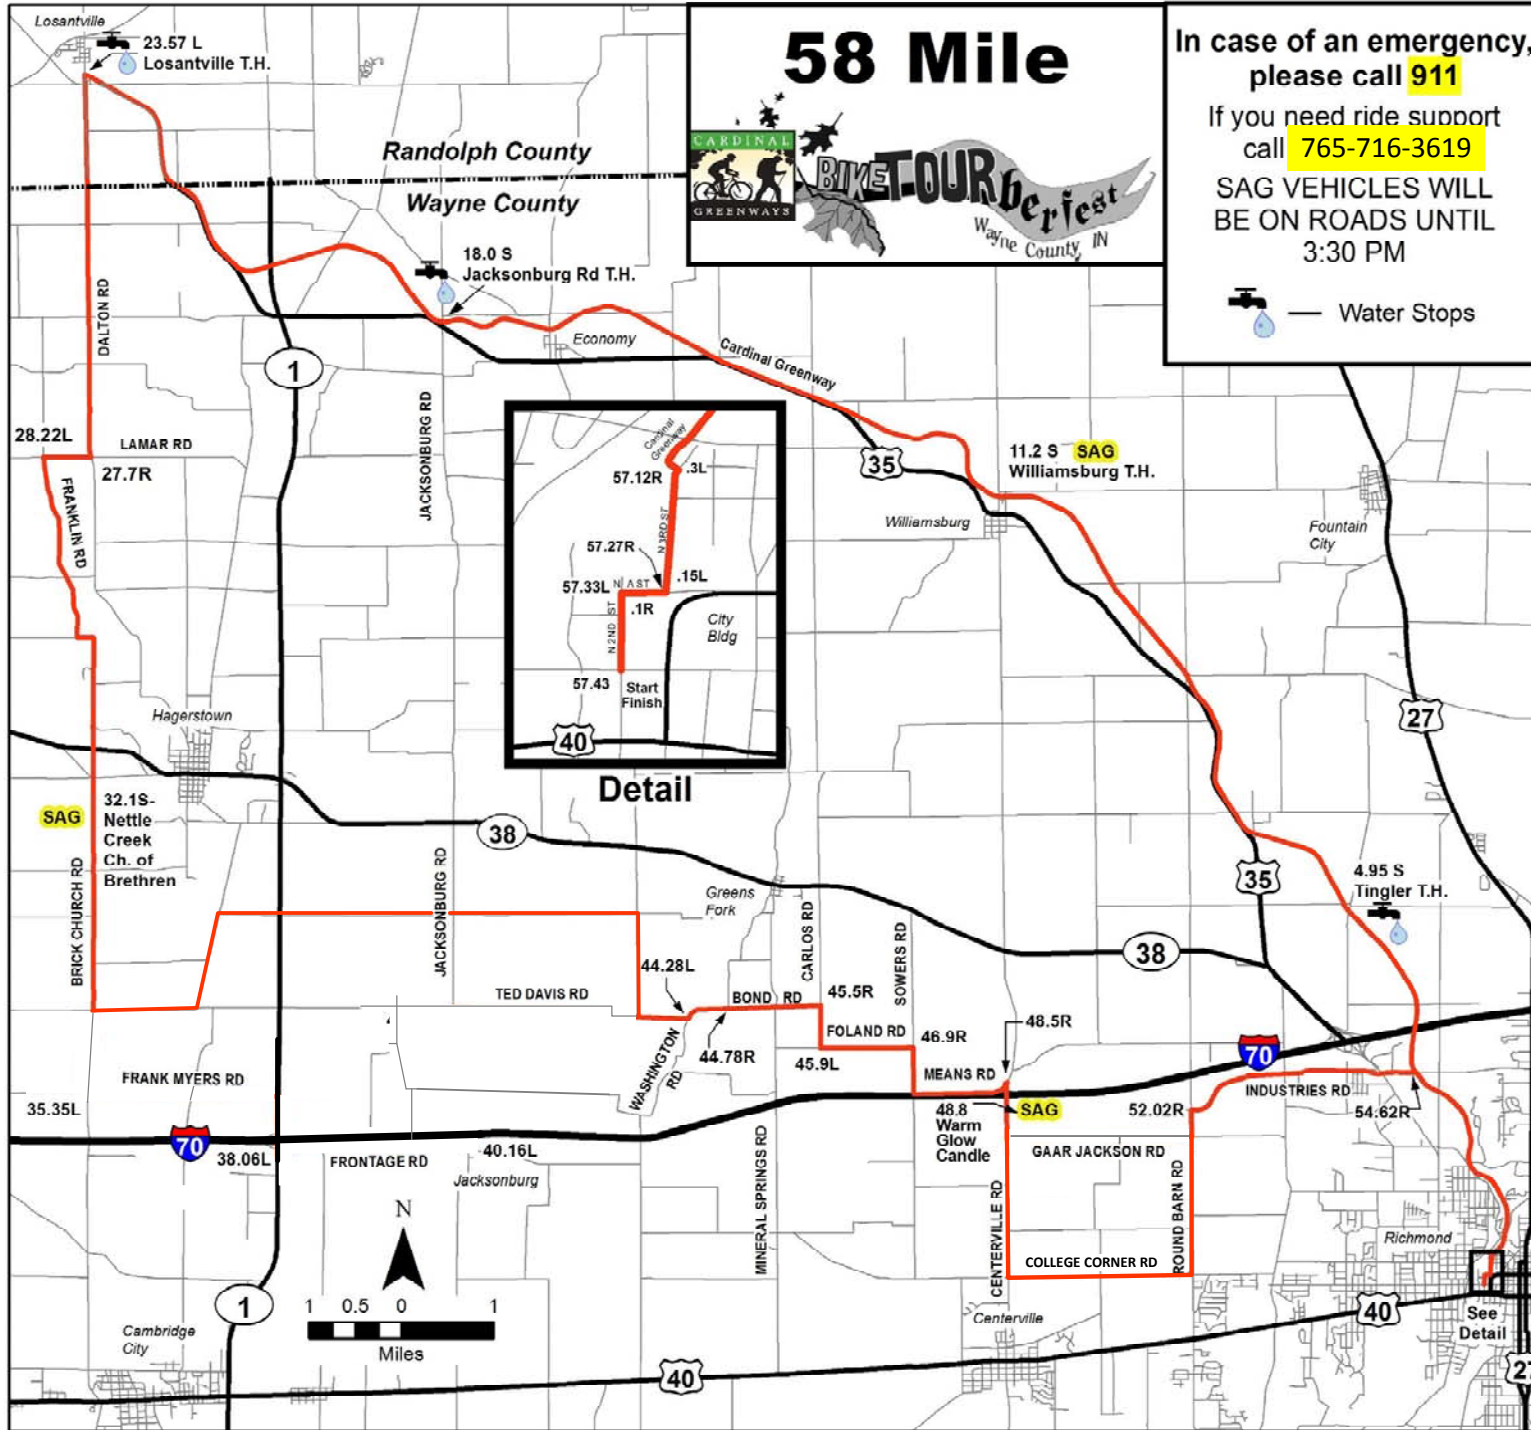 58 Mile
CARDINAL
GREENWAYS
BIKE TOURberfest
Wayne County, IN
In case of an emergency,
please call 911
If you need ride support
call 765-716-3619
SAG VEHICLES WILL
BE ON ROADS UNTIL
3:30 PM
— Water Stops
Losantville
23.57 L
Losantville T.H.
Randolph County
Wayne County
18.0 S
Jacksonburg Rd T.H.
DALTON RD
1
Economy
Cardinal Greenway
28.22L
LAMAR RD
27.7R
FRANKLIN RD
JACKSONBURG RD
35
11.2 S SAG
Williamsburg T.H.
Williamsburg
Fountain
City
27
Cardinal
Greenway
.3L
57.12R
N 3RD ST
57.27R
.15L
57.33L
N A ST
.1R
N 2ND ST
City
Bldg
57.43
Start
Finish
40
Detail
Hagerstown
SAG
32.1S-
Nettle
Creek
Ch. of
Brethren
BRICK CHURCH RD
38
JACKSONBURG RD
Greens
Fork
CARLOS RD
SOWERS RD
38
35
4.95 S
Tingler T.H.
44.28L
TED DAVIS RD
BOND RD
45.5R
FOLAND RD
46.9R
48.5R
WASHINGTON
RD
44.78R
45.9L
MEANS RD
70
INDUSTRIES RD
FRANK MYERS RD
35.35L
70
38.06L
FRONTAGE RD
40.16L
Jacksonburg
MINERAL SPRINGS RD
48.8
Warm
Glow
Candle
SAG
52.02R
54.62R
GAAR JACKSON RD
CENTERVILLE RD
ROUND BARN RD
COLLEGE CORNER RD
Richmond
N
1
1 0.5 0 1
Miles
Cambridge
City
Centerville
40
40
See
Detail
27